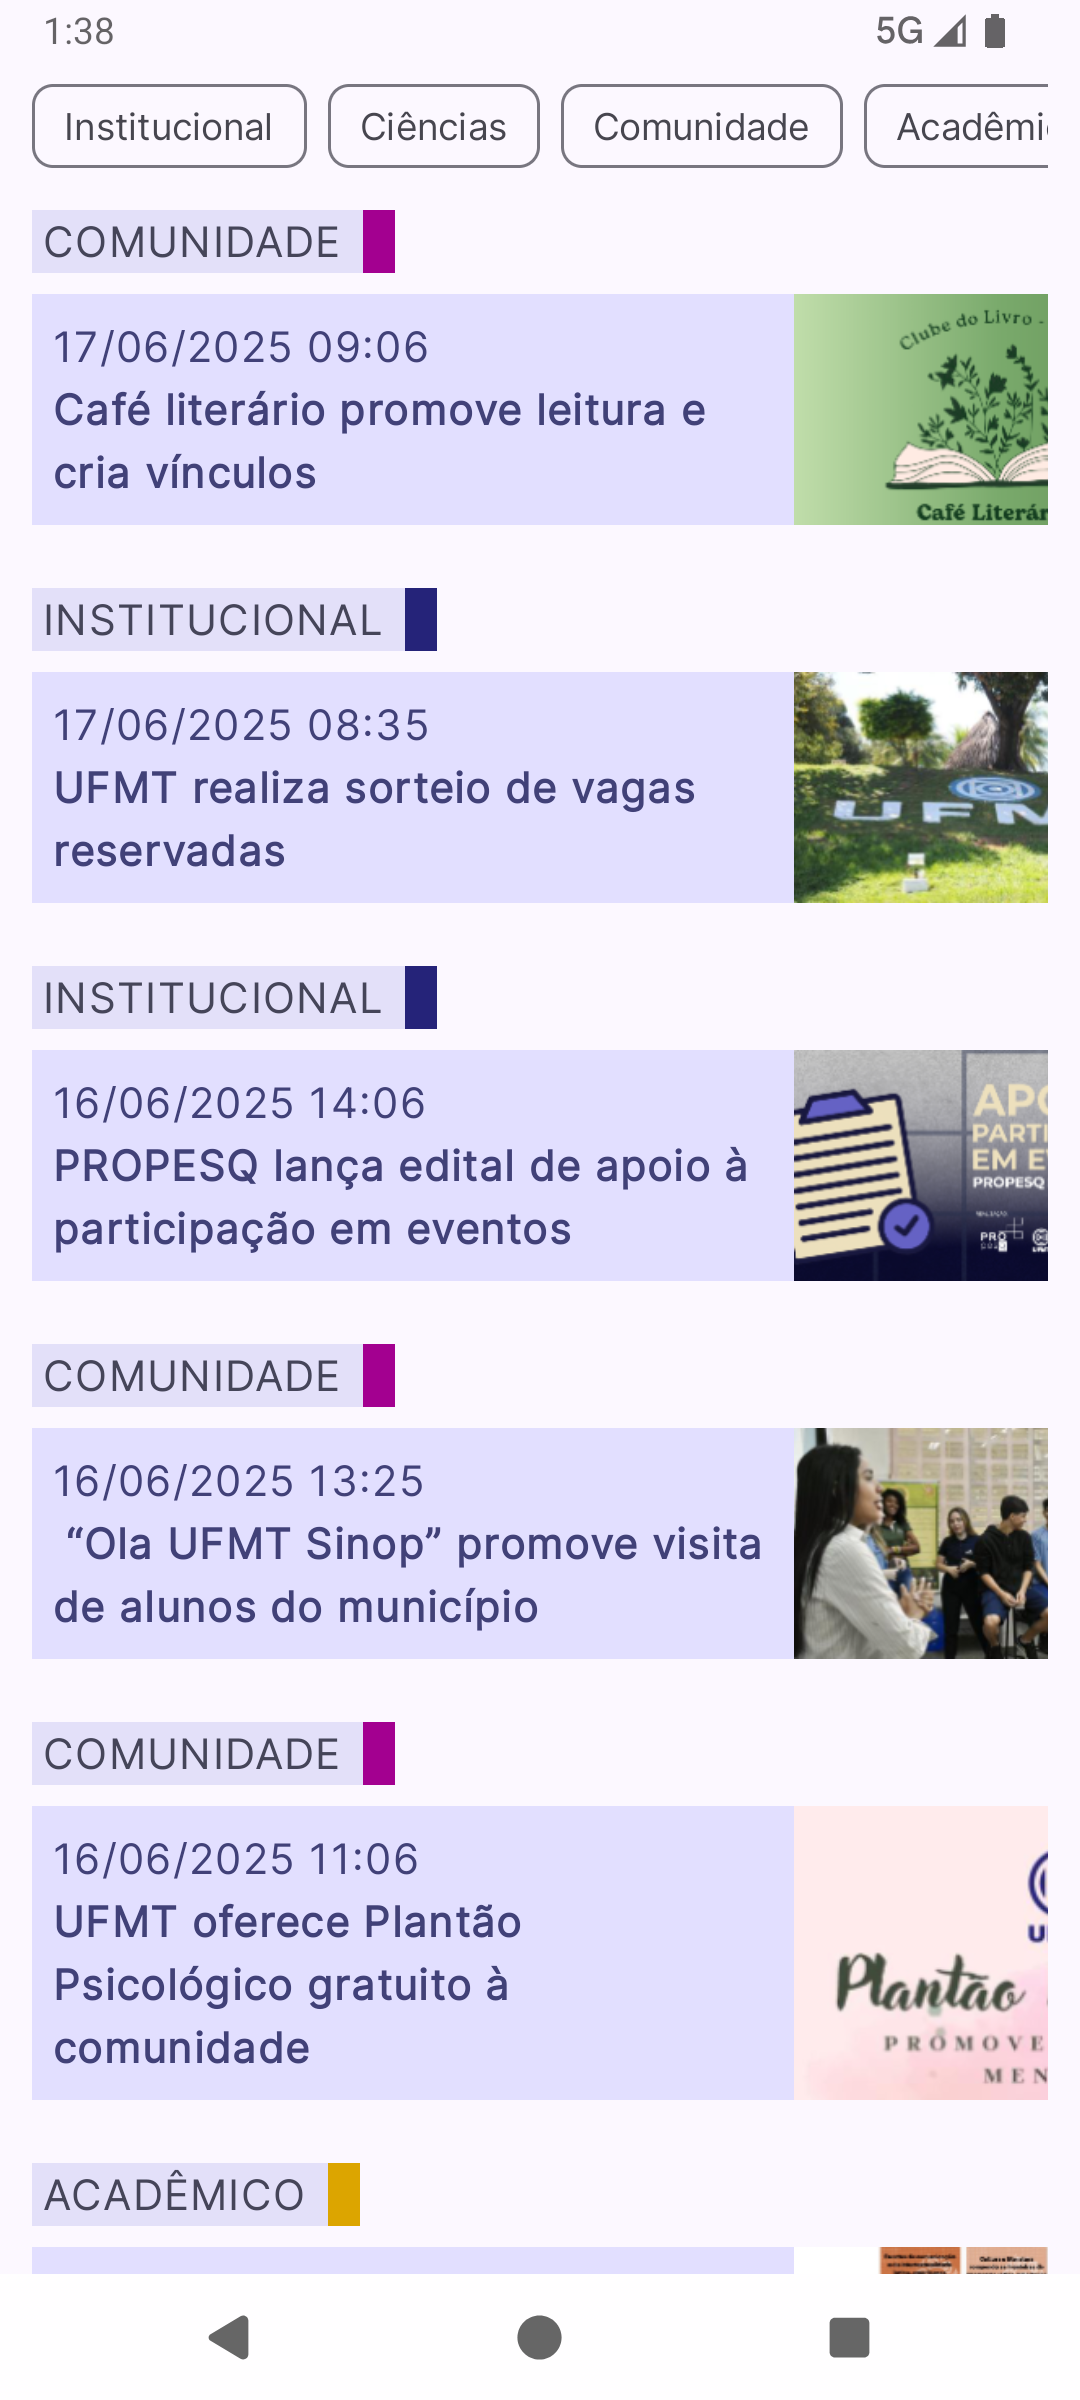 1:38
5G
Institucional
Ciências
Comunidade
Acadêmi
COMUNIDADE
17/06/2025 09:06
Café literário promove leitura e
cria vínculos
Clube do Livro -
Café Literár
INSTITUCIONAL
17/06/2025 08:35
UFMT realiza sorteio de vagas
reservadas
UFM
INSTITUCIONAL
16/06/2025 14:06
PROPESQ lança edital de apoio à
participação em eventos
APO
PARTI
EM E
PROPESQ
COMUNIDADE
16/06/2025 13:25
“Ola UFMT Sinop” promove visita
de alunos do município
COMUNIDADE
16/06/2025 11:06
UFMT oferece Plantão
Psicológico gratuito à
comunidade
Plantão
PROMOVE
MEN
ACADÊMICO